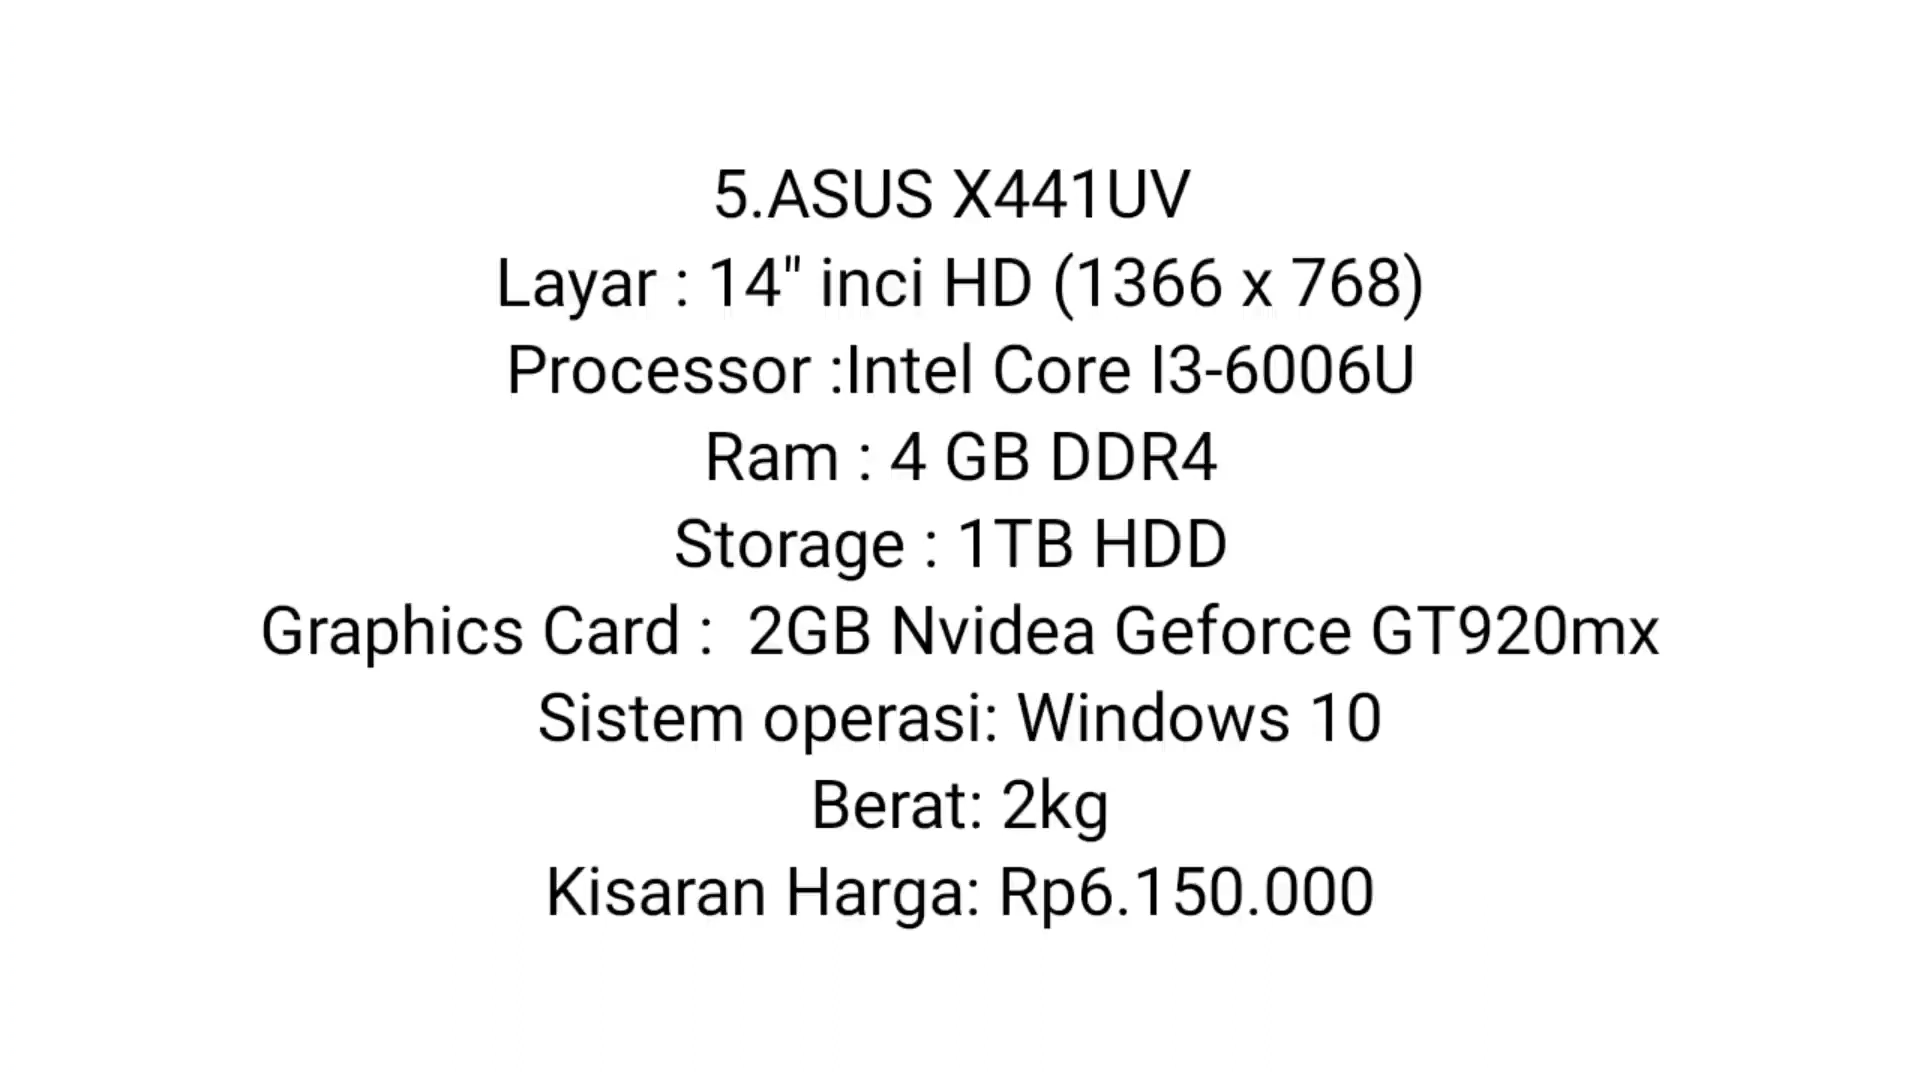 5.ASUS X441UV
Layar : 14" inci HD (1366 x 768)
Processor :Intel Core I3-6006U
Ram : 4 GB DDR4
Storage : 1TB HDD
Graphics Card :  2GB Nvidea Geforce GT920mx
Sistem operasi: Windows 10
Berat: 2kg
Kisaran Harga: Rp6.150.000